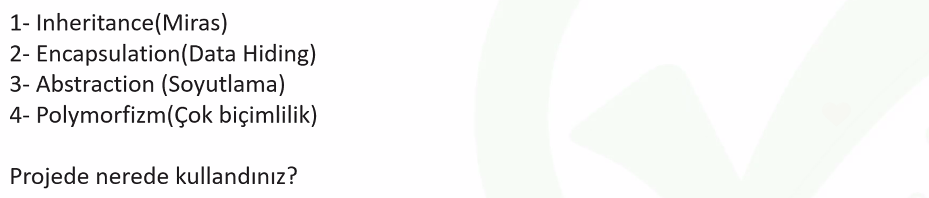 1- Inheritance(Miras)
2- Encapsulation(Data Hiding)
3- Abstraction (Soyutlama)
4- Polymorfizm(Çok biçimlilik)
Projede nerede kullandınız?